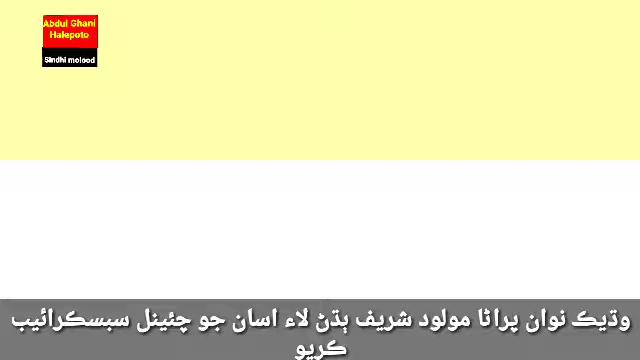 Abdul Ghani
Halepoto
Sindhi molood
وڌيڪ نوان پراڻا مولود شريف ٻڌڻ لاءِ اسان جو چئينل سبسڪرائيب
ڪريو